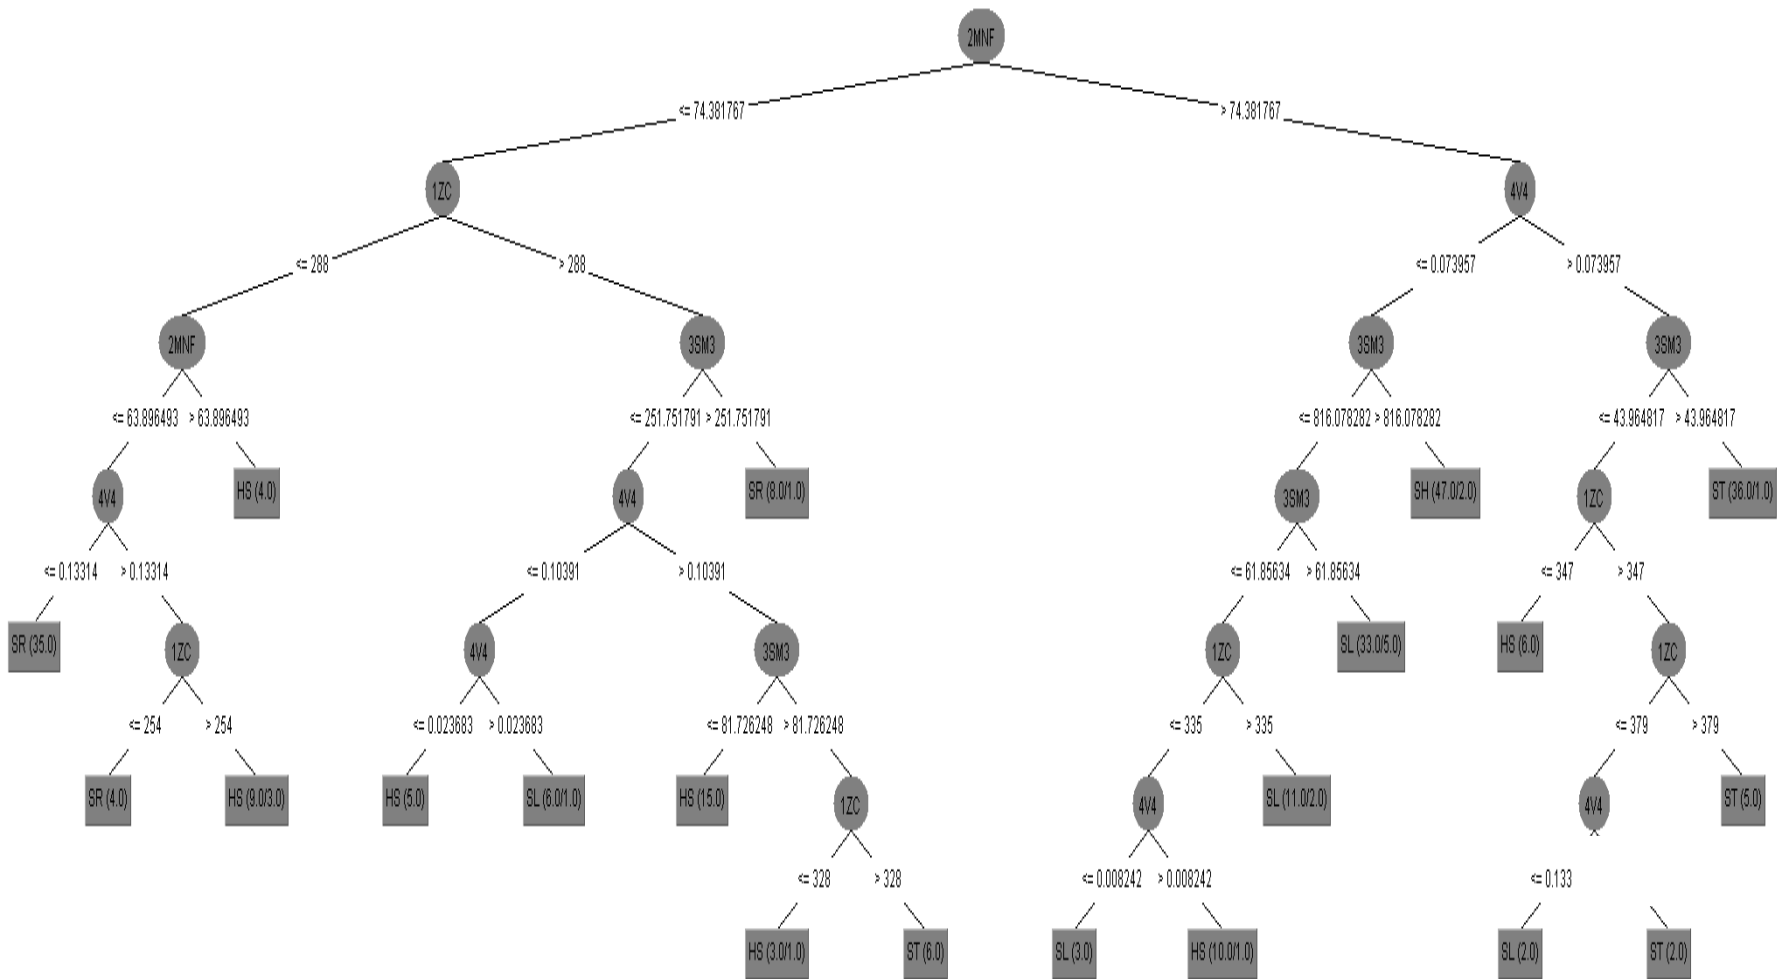 2MNF
<= 74.381767 > 74.381767
1ZC 4V4
<= 288 > 288 <= 0.073957 > 0.073957
2MNF 3SM3 3SM3 3SM3
<= 63.896493 > 63.896493 <= 251.751791 > 251.751791 <= 816.078282 > 816.078282 <= 43.964817 > 43.964817
4V4 HS (4.0) 4V4 SR (8.0/1.0) 3SM3 SH (47.0/2.0) 1ZC ST (36.0/1.0)
<= 0.13314 > 0.13314 <= 0.10391 > 0.10391 <= 61.85634 > 61.85634 <= 347 > 347
SR (35.0) 1ZC 4V4 3SM3 1ZC SL (33.0/5.0) HS (6.0) 1ZC
<= 254 > 254 <= 0.023683 > 0.023683 <= 81.726248 > 81.726248 <= 335 > 335 <= 379 > 379
SR (4.0) HS (9.0/3.0) HS (5.0) SL (6.0/1.0) HS (15.0) 1ZC 4V4 SL (11.0/2.0) 4V4 ST (5.0)
<= 328 > 328 <= 0.008242 > 0.008242 <= 0.133
HS (3.0/1.0) ST (6.0) SL (3.0) HS (10.0/1.0) SL (2.0) ST (2.0)